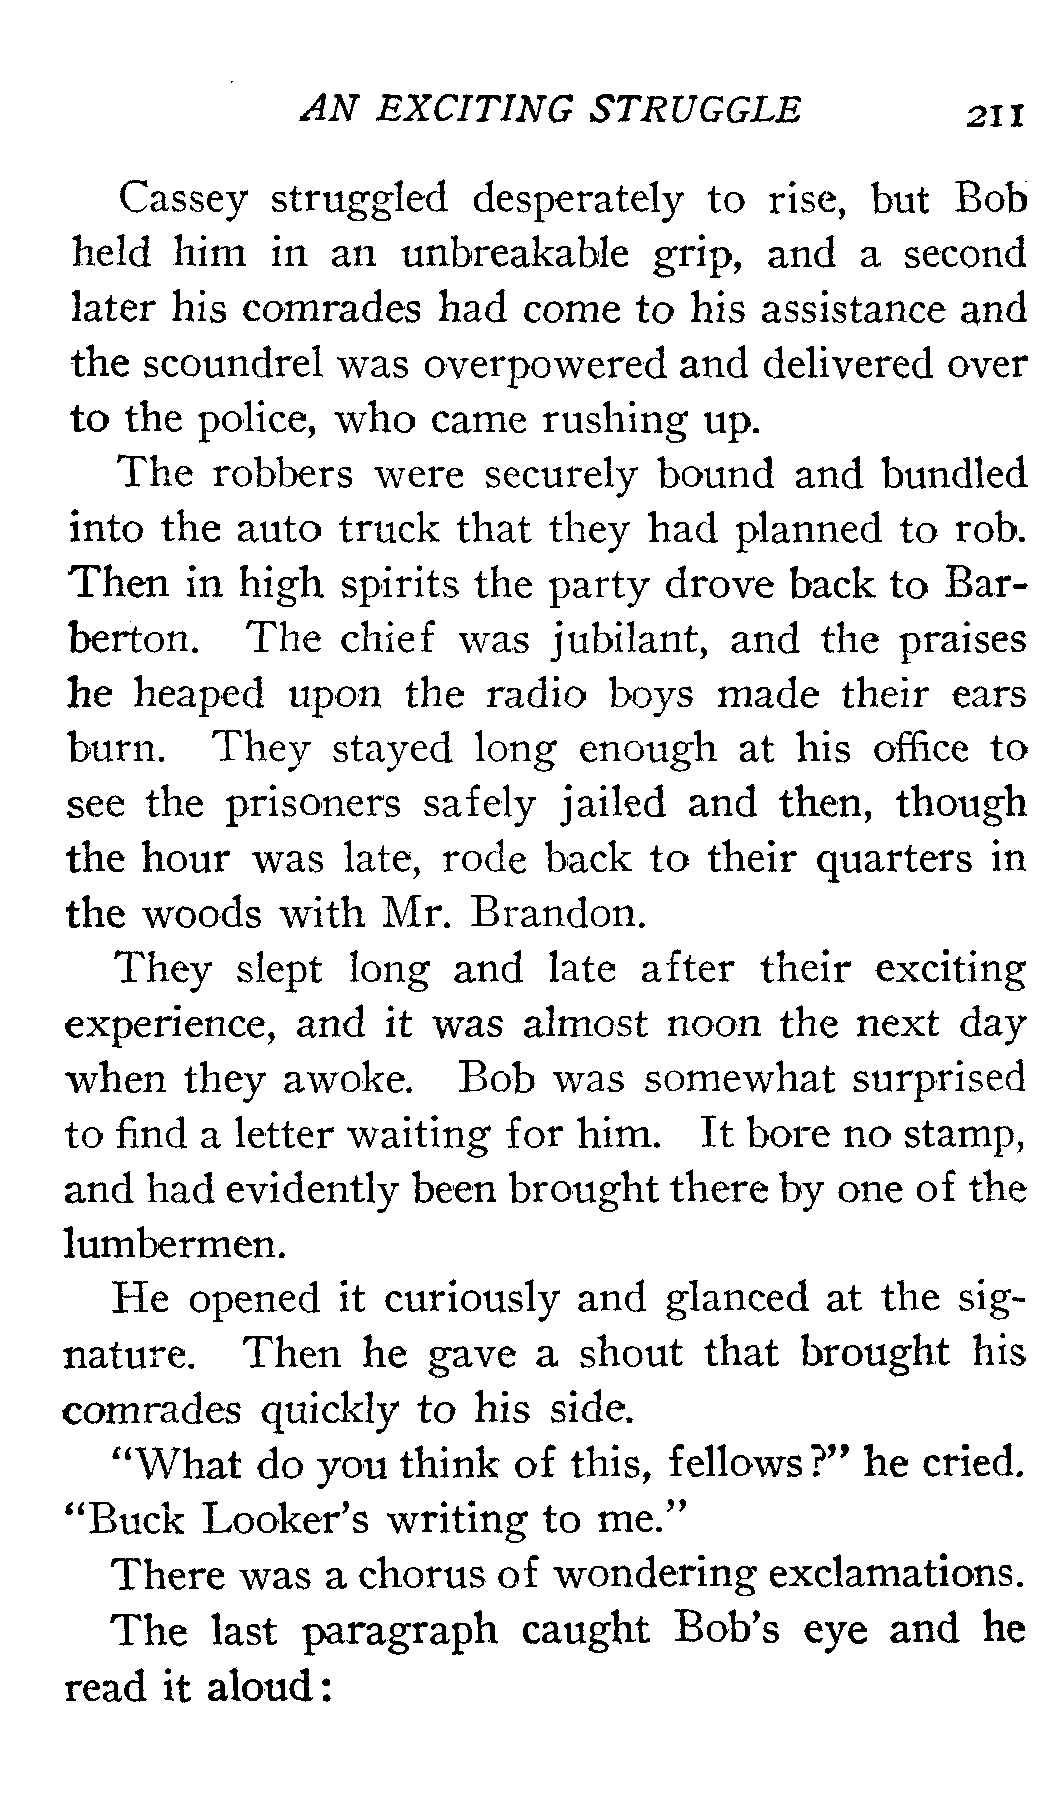 AN EXCITING STRUGGLE 211
Cassey struggled desperately to rise, but Bob
held him in an unbreakable grip, and a second
later his comrades had come to his assistance and
the scoundrel was overpowered and delivered over
to the police, who came rushing up.
The robbers were securely bound and bundled
into the auto truck that they had planned to rob.
Then in high spirits the party drove back to Bar-
berton. The chief was jubilant, and the praises
he heaped upon the radio boys made their ears
burn. They stayed long enough at his office to
see the prisoners safely jailed and then, though
the hour was late, rode back to their quarters in
the woods with Mr. Brandon.
They slept long and late after their exciting
experience, and it was almost noon the next day
when they awoke. Bob was somewhat surprised
to find a letter waiting for him. It bore no stamp,
and had evidently been brought there by one of the
lumbermen.
He opened it curiously and glanced at the sig-
nature. Then he gave a shout that brought his
comrades quickly to his side.
"What do you think of this, fellows?" he cried.
"Buck Looker's writing to me."
There was a chorus of wondering exclamations.
The last paragraph caught Bob's eye and he
read it aloud: